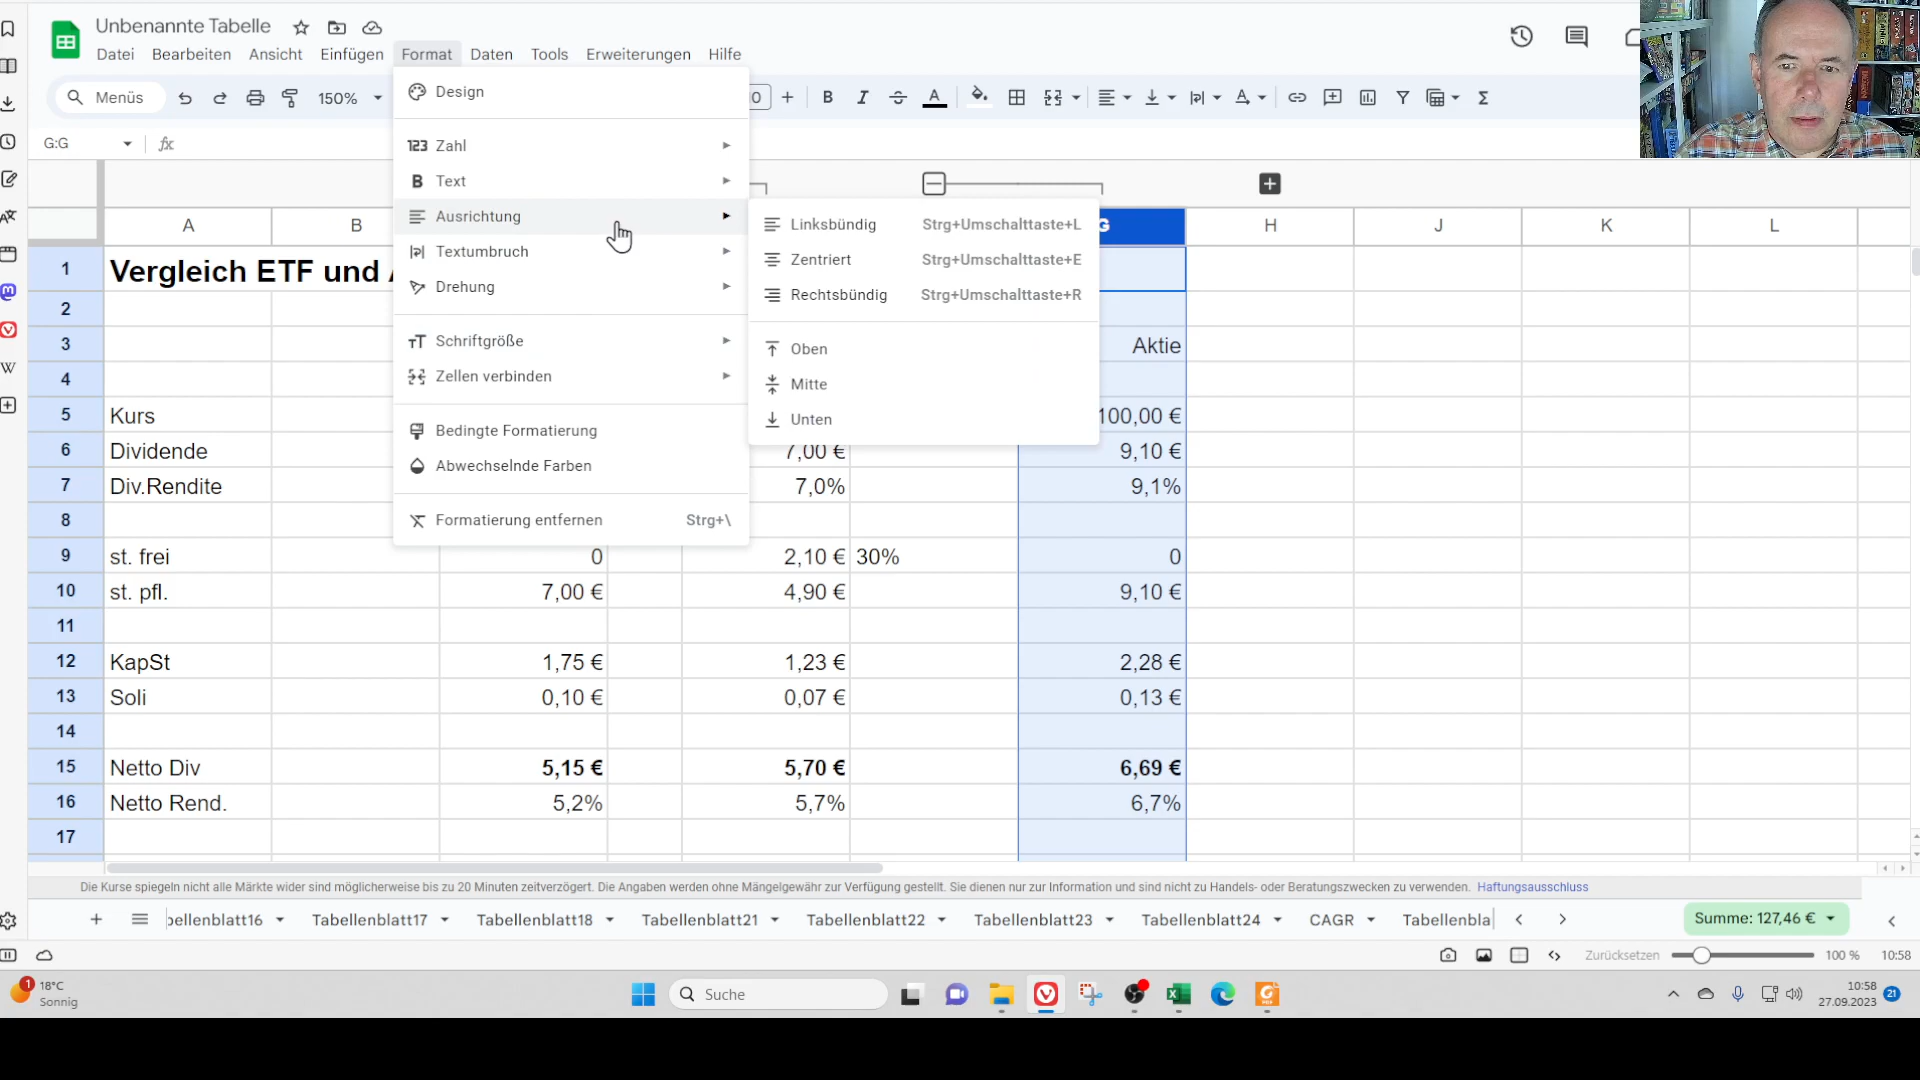 Unbenannte Tabelle
Datei Bearbeiten Ansicht Einfügen Format Daten Tools Erweiterungen Hilfe
Menüs 150% 0 + B I S A Σ
G:G fx
Design
123 Zahl
B Text
Ausrichtung
Textumbruch
Drehung
Schriftgröße
Zellen verbinden
Bedingte Formatierung
Abwechselnde Farben
Formatierung entfernen Strg+\
Linksbündig Strg+Umschalttaste+L
Zentriert Strg+Umschalttaste+E
Rechtsbündig Strg+Umschalttaste+R
Oben
Mitte
Unten
A B G H I J K L
1 Vergleich ETF und
2
3 Aktie
4
5 Kurs 100,00 €
6 Dividende 7,00 € 9,10 €
7 Div.Rendite 7,0% 9,1%
8
9 st. frei 0 2,10 € 30% 0
10 st. pfl. 7,00 € 4,90 € 9,10 €
11
12 KapSt 1,75 € 1,23 € 2,28 €
13 Soli 0,10 € 0,07 € 0,13 €
14
15 Netto Div 5,15 € 5,70 € 6,69 €
16 Netto Rend. 5,2% 5,7% 6,7%
17
Die Kurse spiegeln nicht alle Märkte wider sind möglicherweise bis zu 20 Minuten zeitverzögert. Die Angaben werden ohne Mängelgewähr zur Verfügung gestellt. Sie dienen nur zur Information und sind nicht zu Handels- oder Beratungszwecken zu verwenden. Haftungsausschluss
bellenblatt16 Tabellenblatt17 Tabellenblatt18 Tabellenblatt21 Tabellenblatt22 Tabellenblatt23 Tabellenblatt24 CAGR Tabellenbla Summe: 127,46 €
Zurücksetzen 100 % 10:58
1 18°C
Sonnig
Suche
10:58
27.09.2023 21